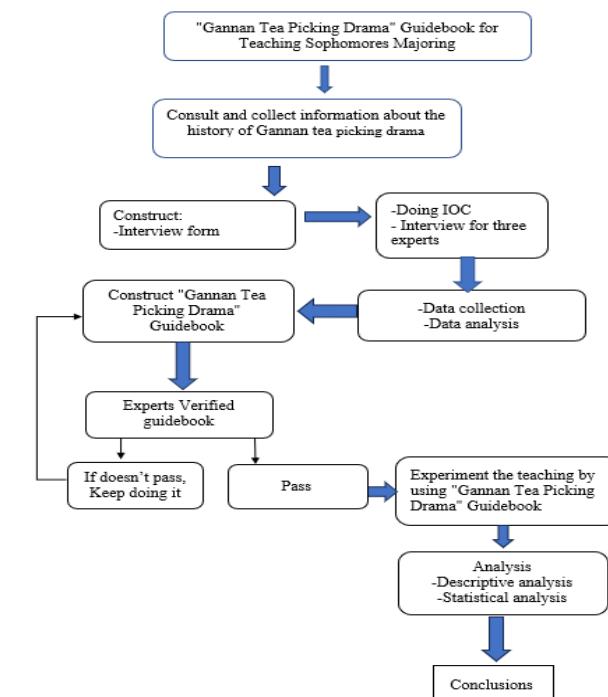 "Gannan Tea Picking Drama" Guidebook for
Teaching Sophomores Majoring
Consult and collect information about the
history of Gannan tea picking drama
Construct:
-Interview form
-Doing IOC
- Interview for three
experts
-Data collection
-Data analysis
Construct "Gannan Tea
Picking Drama"
Guidebook
Experts Verified
guidebook
If doesn't pass,
Keep doing it
Pass
Experiment the teaching by
using "Gannan Tea Picking
Drama" Guidebook
Analysis
-Descriptive analysis
-Statistical analysis
Conclusions